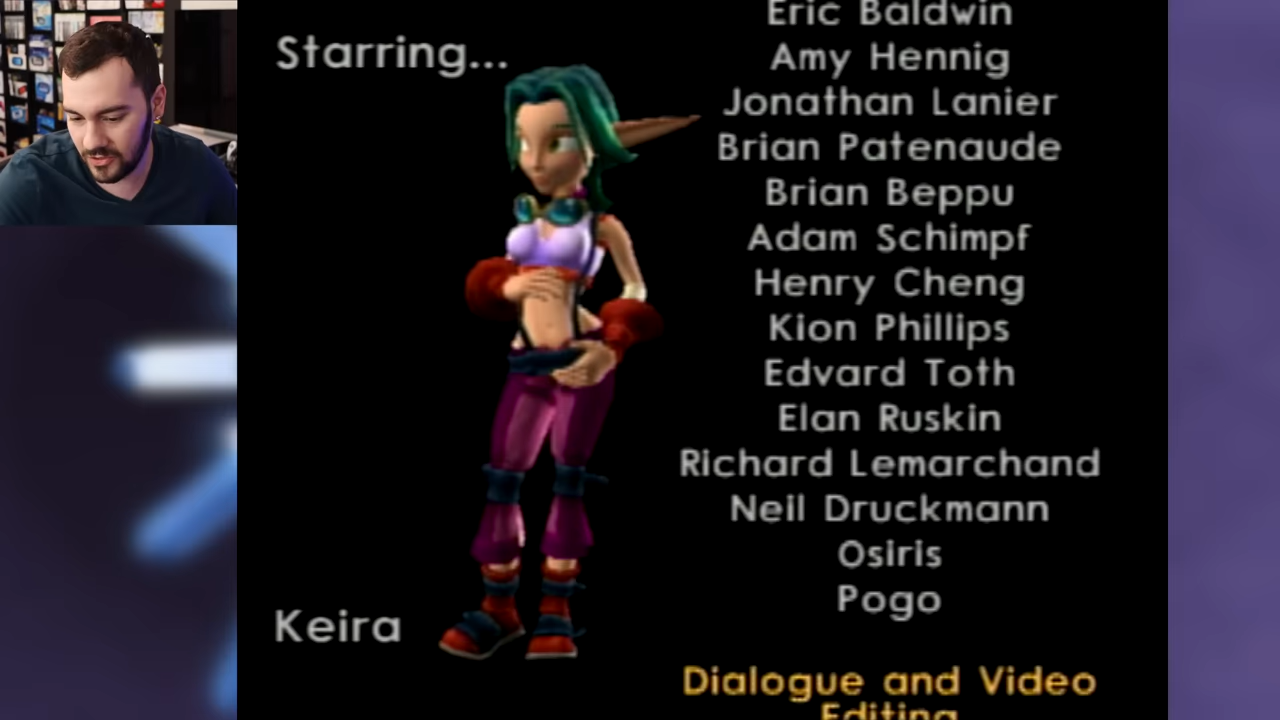 Starring...
Keira
Eric Baldwin
Amy Hennig
Jonathan Lanier
Brian Patenaude
Brian Beppu
Adam Schimpf
Henry Cheng
Kion Phillips
Edvard Toth
Elan Ruskin
Richard Lemarchand
Neil Druckmann
Osiris
Pogo
Dialogue and Video
Editing